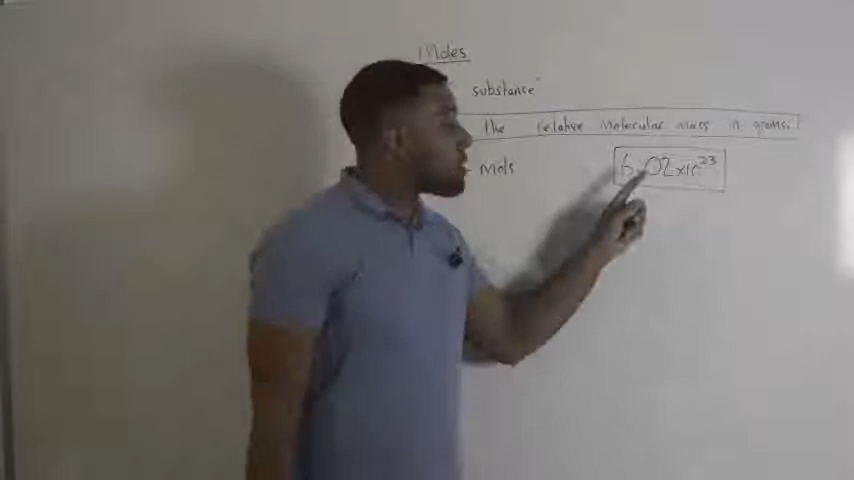 Moles
substance"
The relative molecular mass in grams.
mols 6.02x10²³